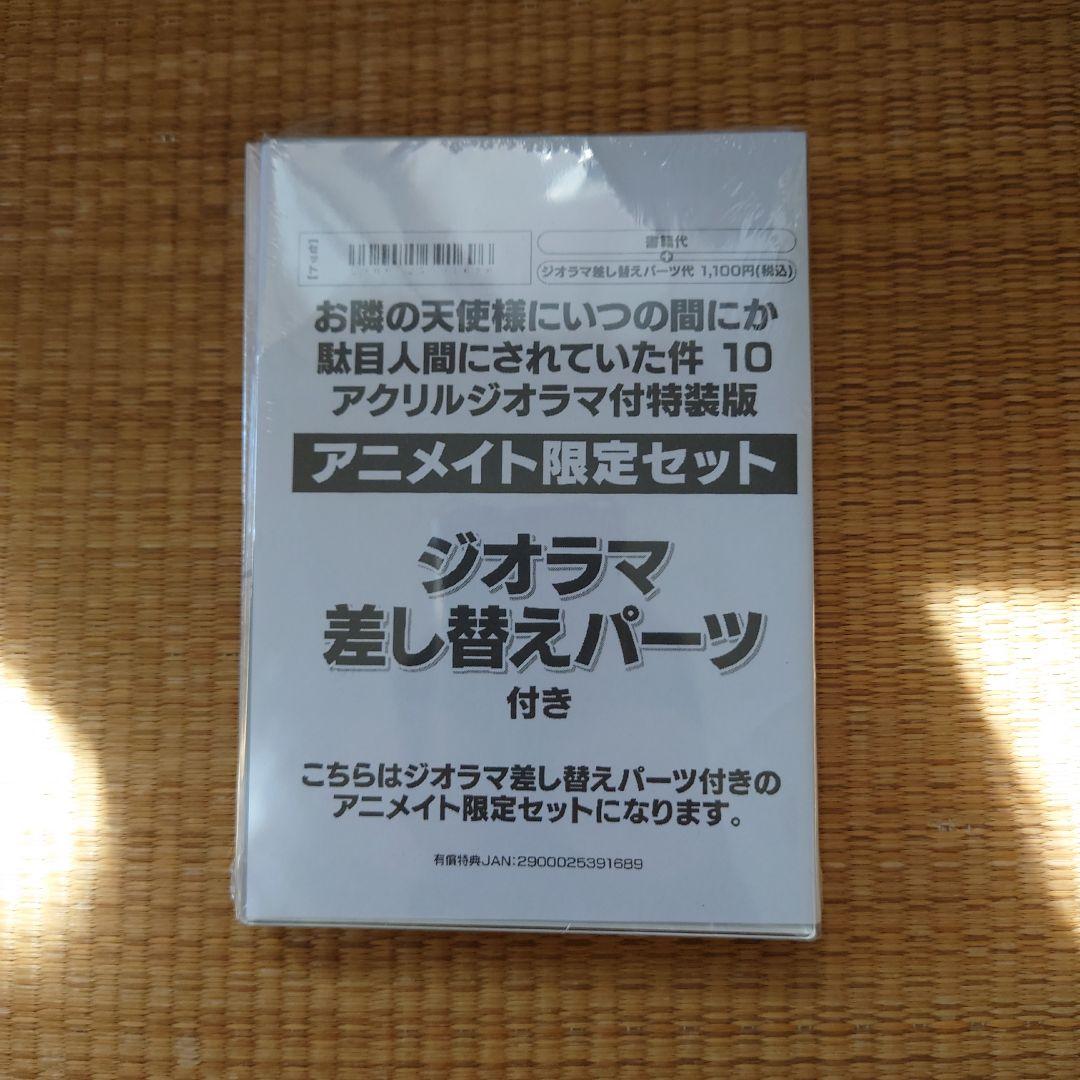 書籍代
+
ジオラマ差し替えパーツ代 1,100円(税込)
お隣の天使様にいつの間にか
駄目人間にされていた件 10
アクリルジオラマ付特装版
アニメイト限定セット
ジオラマ
差し替えパーツ
付き
こちらはジオラマ差し替えパーツ付きの
アニメイト限定セットになります。
有償特典JAN:2900025391689